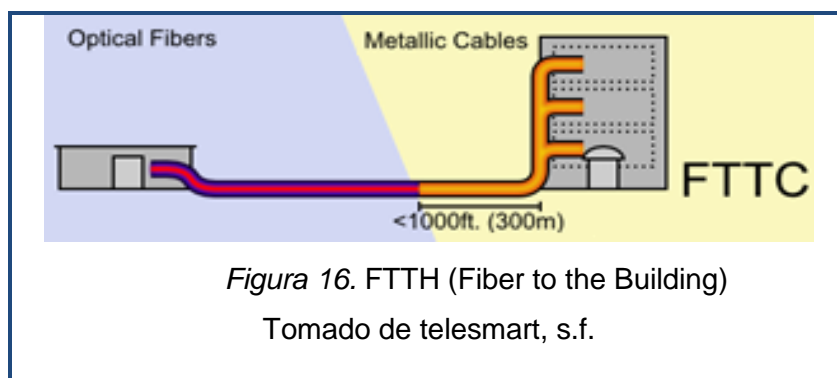 Optical Fibers
Metallic Cables
FTTC
<1000ft. (300m)
Figura 16. FTTH (Fiber to the Building)
Tomado de telesmart, s.f.